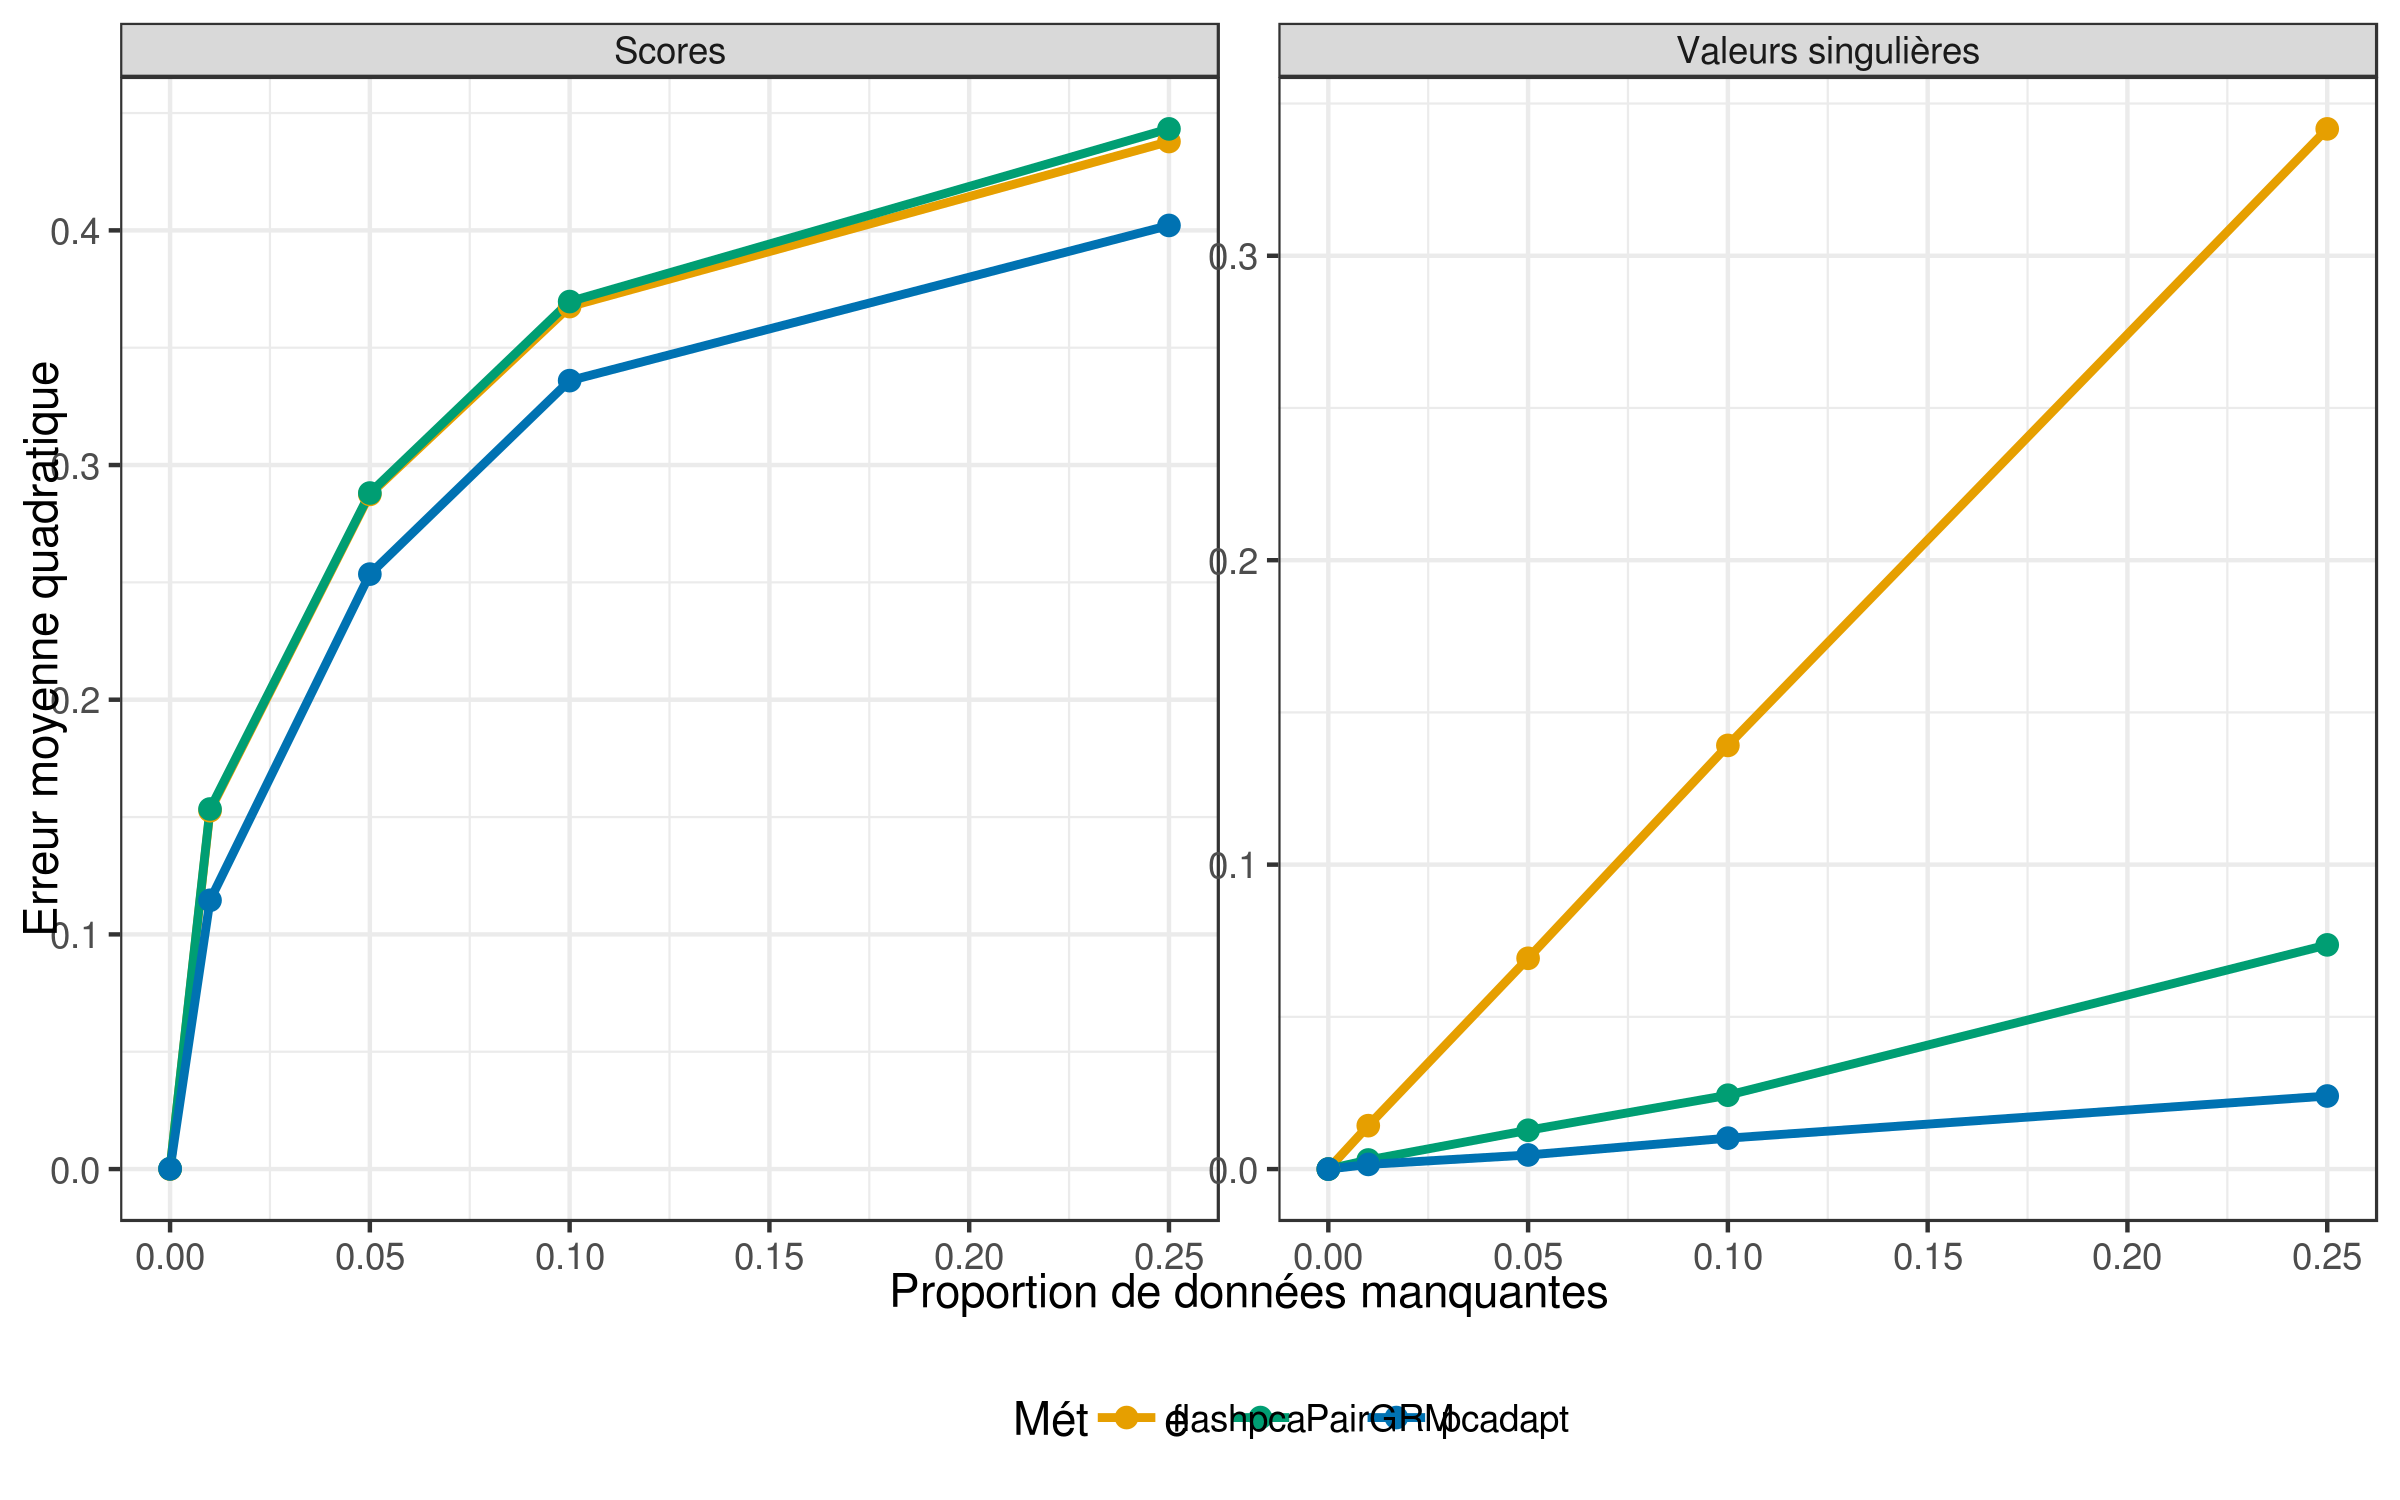 Scores
Valeurs singulières
Erreur moyenne quadratique
0.4
0.3
0.2
0.1
0.0
0.3
0.2
0.1
0.0
0.00 0.05 0.10 0.15 0.20 0.25
0.00 0.05 0.10 0.15 0.20 0.25
Proportion de données manquantes
flashpca PairGRM pcadapt